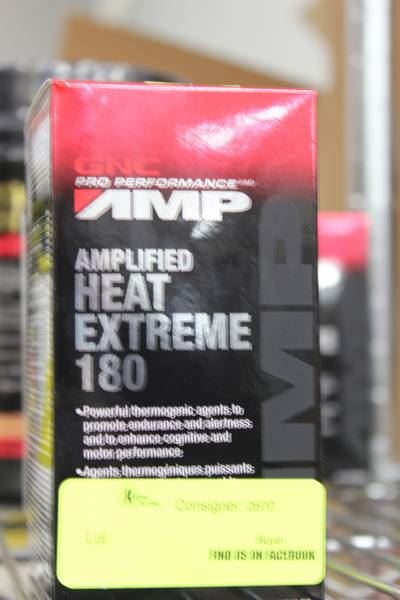 GNC
PRO PERFORMANCE
AMP
AMPLIFIED
HEAT
EXTREME
180
•Powerful thermogenic agents to
promote endurance and alertness
and to enhance cognitive and
motor performance.
•Agents thermogéniques puissants
Consigner: 2870
Lot:
Buyer:
FIND US ON FACEBOOK
AMP